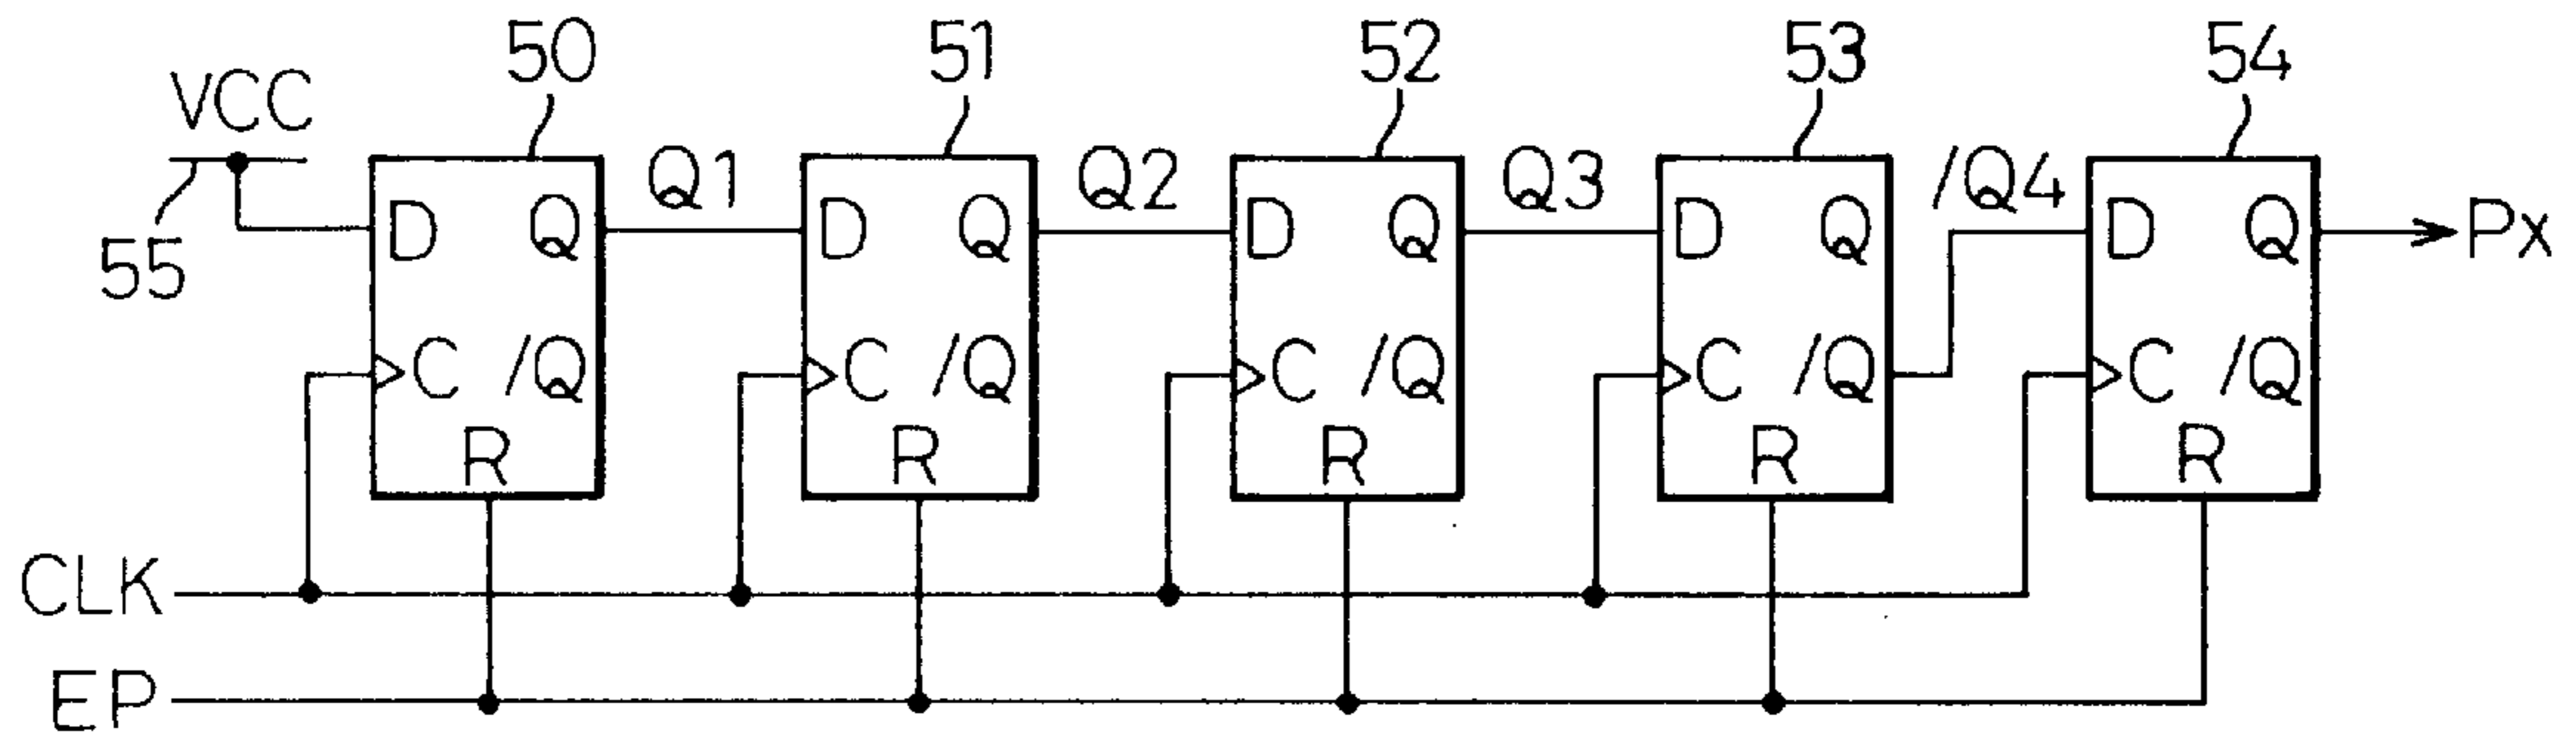 50 51 52 53 54
VCC
Q1 Q2 Q3 /Q4
55
D Q D Q D Q D Q D Q Px
C /Q C /Q C /Q C /Q C /Q
R R R R R
CLK
EP